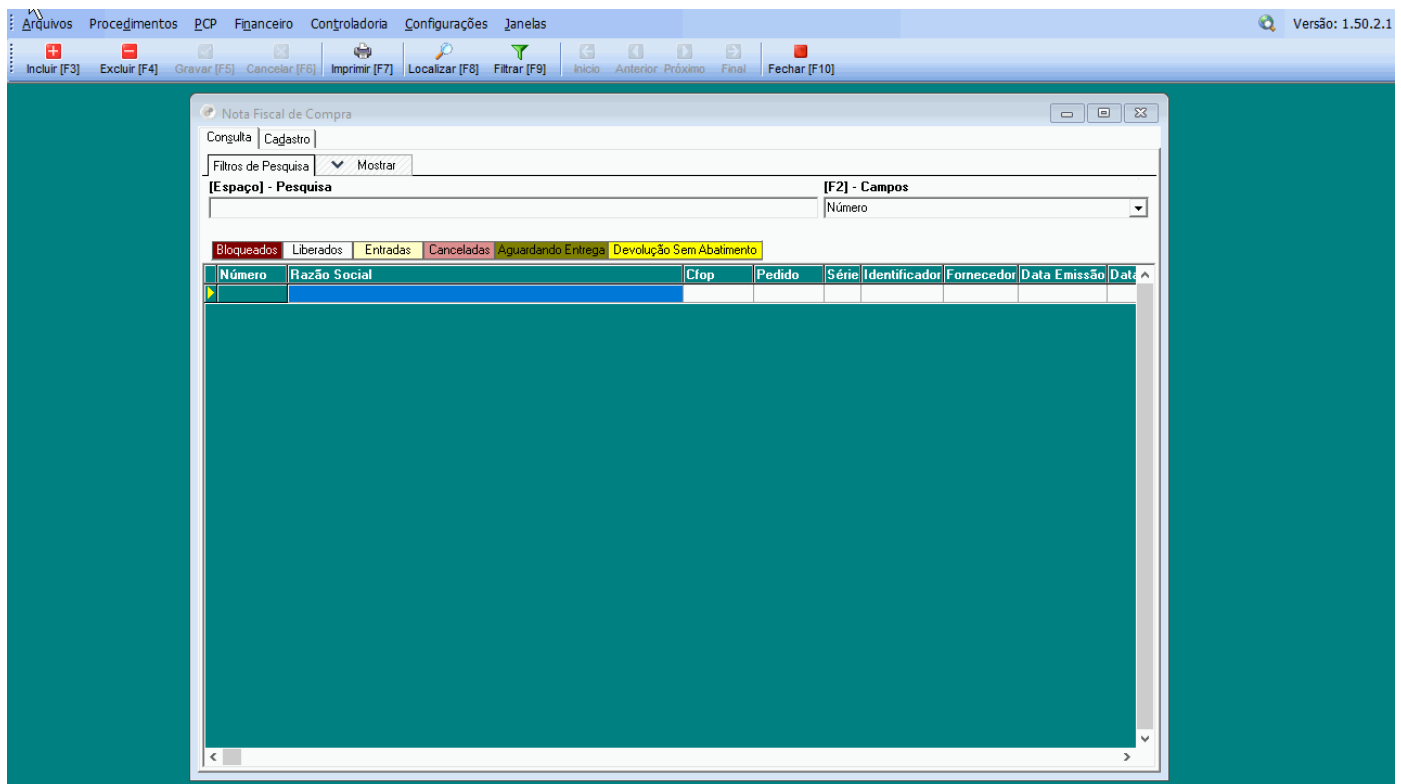 Arquivos Procedimentos PCP Financeiro Controladoria Configurações Janelas Versão: 1.50.2.1
Incluir [F3] Excluir [F4] Gravar [F5] Cancelar [F6] Imprimir [F7] Localizar [F8] Filtrar [F9] Inicio Anterior Próximo Final Fechar [F10]
Nota Fiscal de Compra
Consulta Cadastro
Filtros de Pesquisa Mostrar
[Espaço] - Pesquisa [F2] - Campos
Número
Bloqueados Liberados Entradas Canceladas Aguardando Entrega Devolução Sem Abatimento
Número Razão Social Cfop Pedido Série Identificador Fornecedor Data Emissão Data